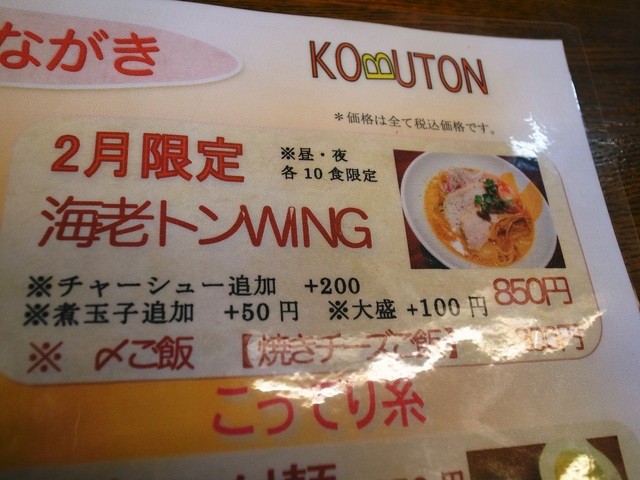 ながき
KOBUTON
＊価格は全て税込価格です。
2月限定
※昼・夜
各10食限定
海老トンWING
※チャーシュー追加 +200
850円
※煮玉子追加 +50円 ※大盛 +100円
※ 〆ご飯 【焼きチーズご飯】 円
こってり系
麺
円